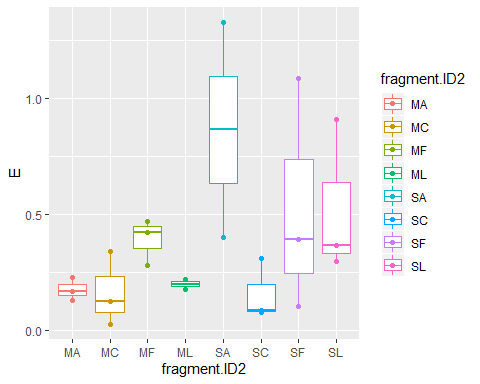 fragment.ID2
MA
MC
MF
ML
SA
SC
SF
SL
E
1.0
0.5
0.0
MA MC MF ML SA SC SF SL
fragment.ID2